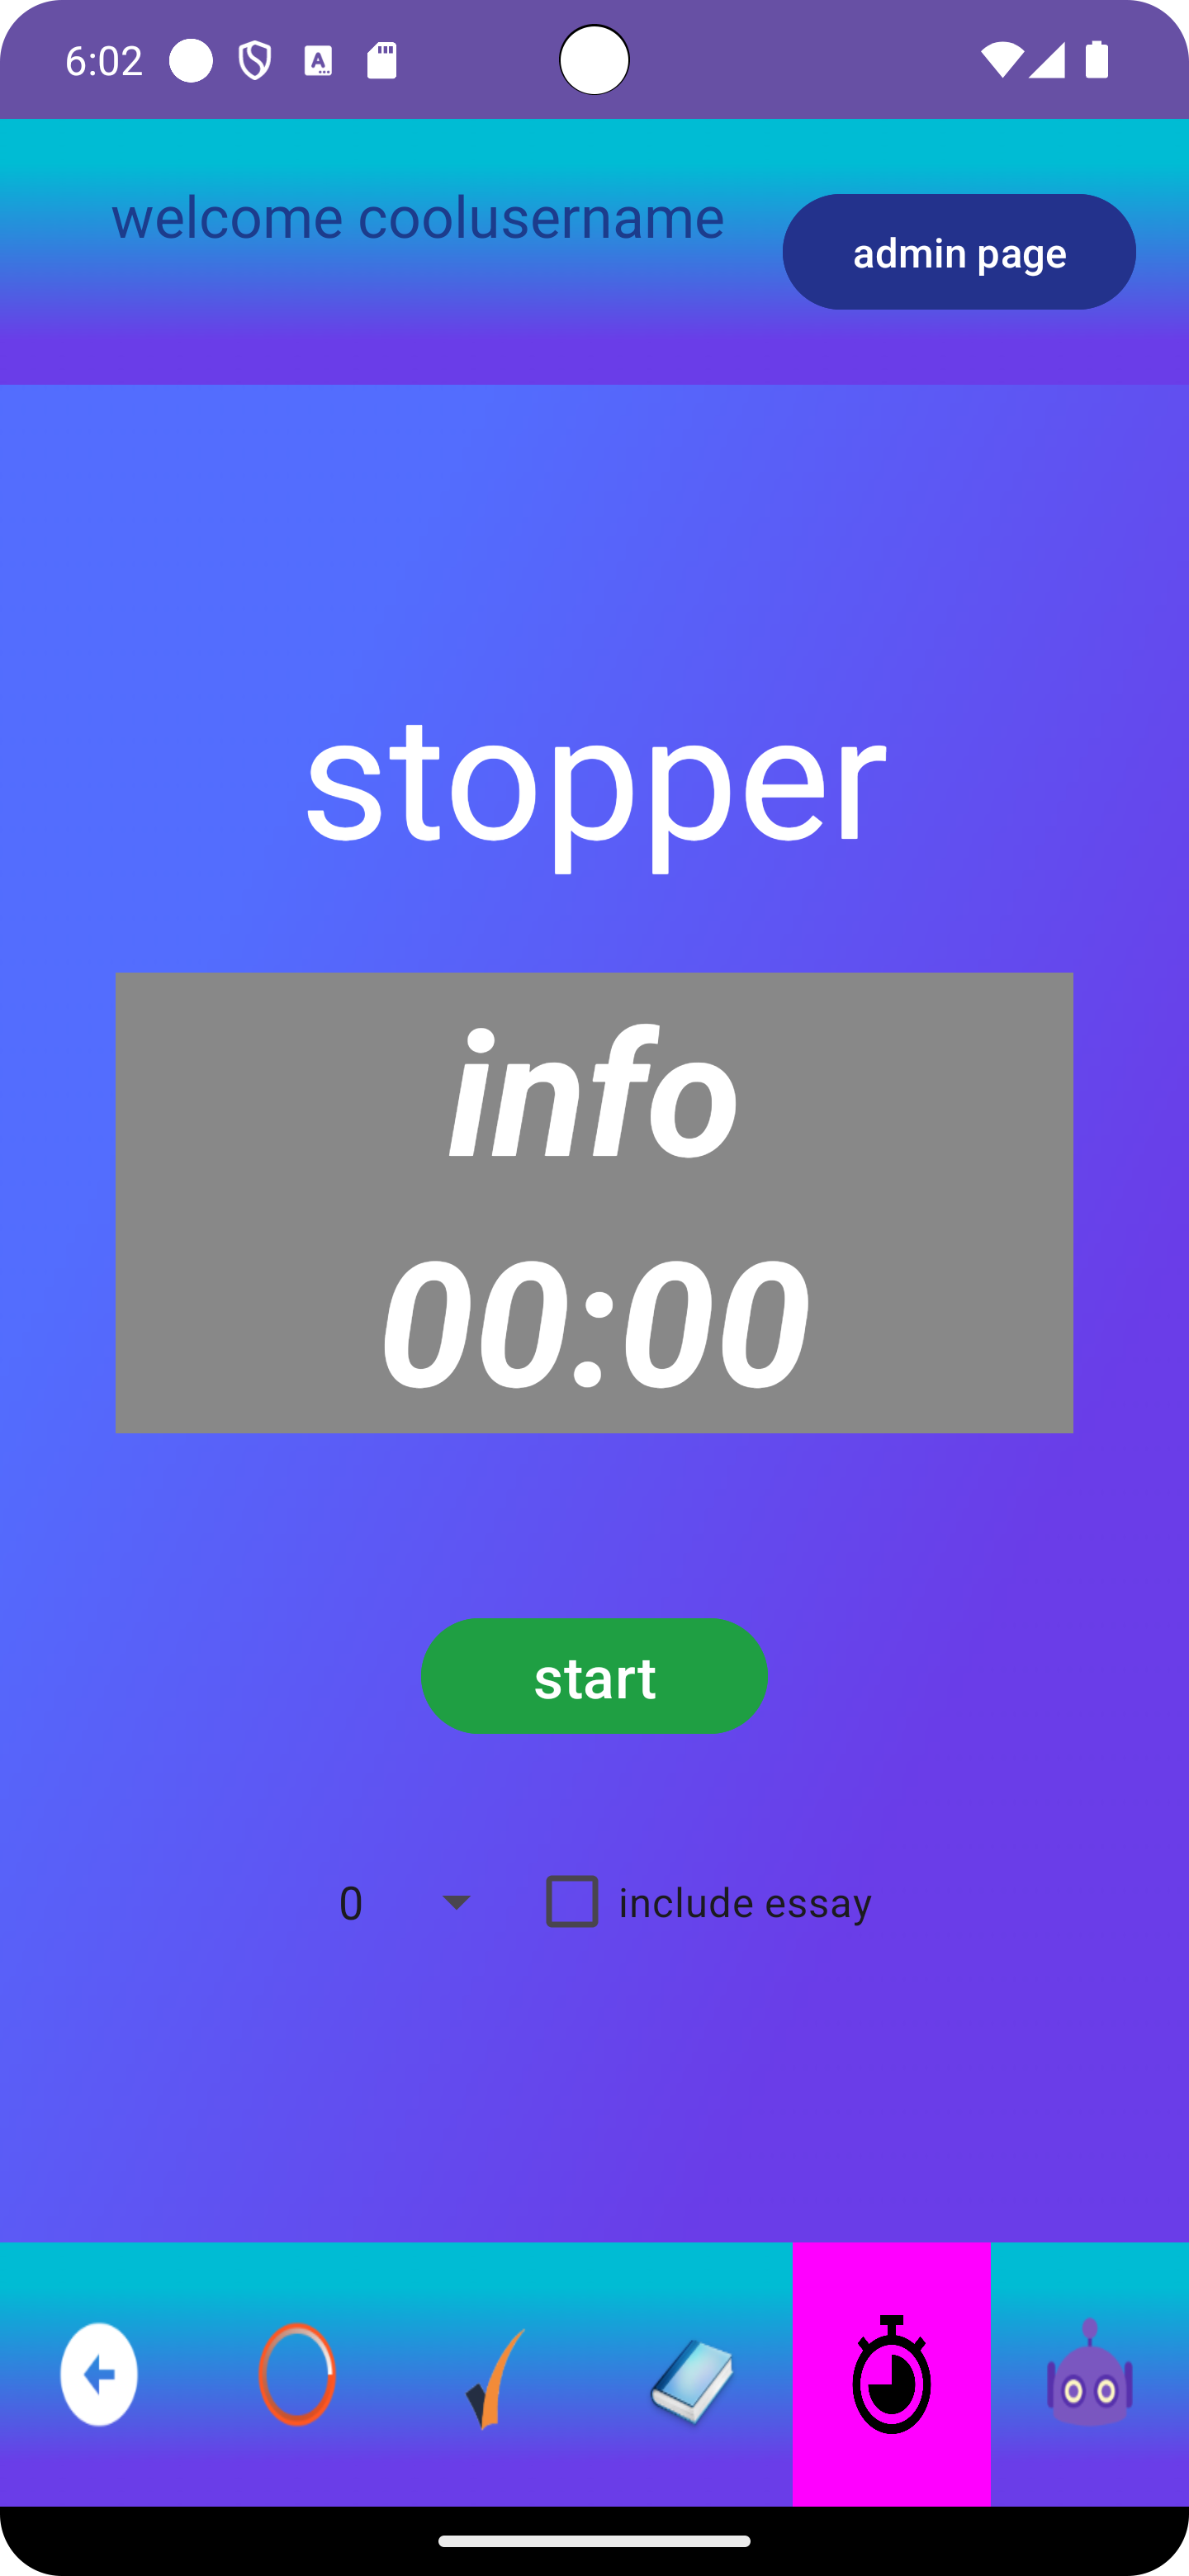 6:02
welcome coolusername
admin page
stopper
info
00:00
start
0
include essay